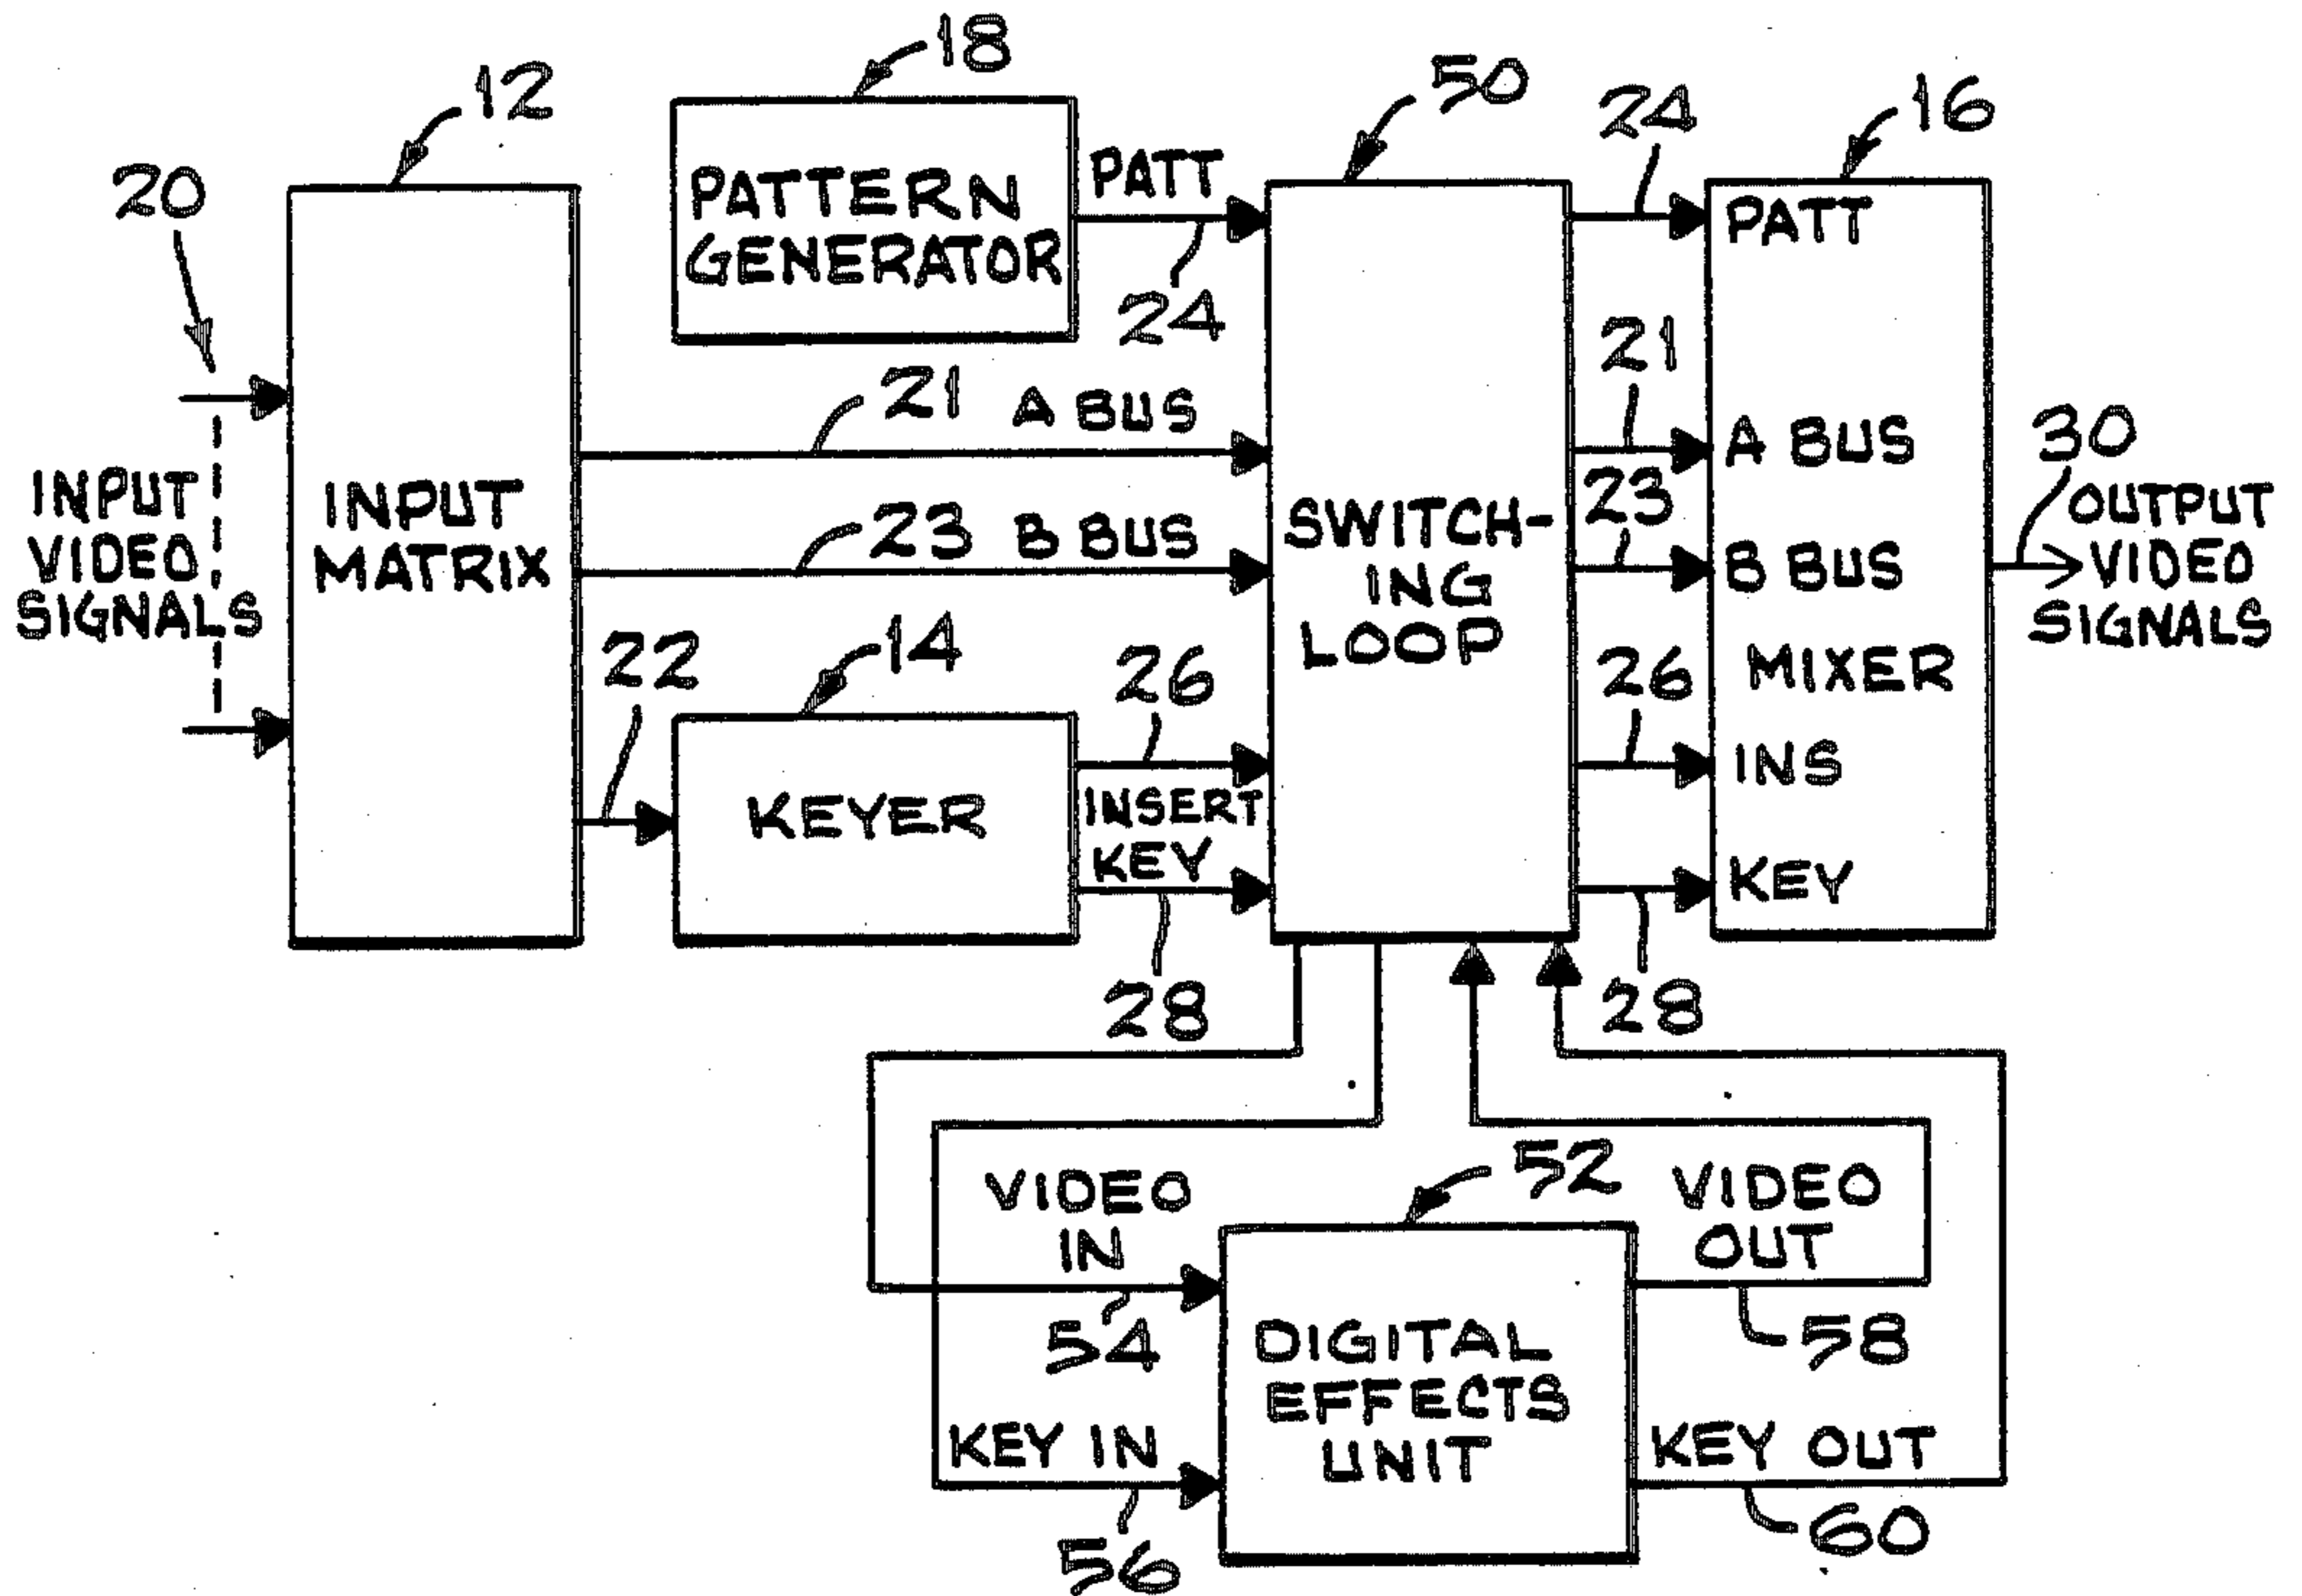 18
12
50
24
16
20
PATTERN
GENERATOR
PATT
24
PATT
21 A BUS
21
A BUS
30
INPUT
VIDEO
SIGNALS
INPUT
MATRIX
23 B BUS
SWITCH-
ING
LOOP
23
B BUS
OUTPUT
VIDEO
SIGNALS
22
14
26
26
MIXER
KEYER
INSERT
KEY
INS
KEY
28
28
VIDEO
IN
52
VIDEO
OUT
54
DIGITAL
EFFECTS
UNIT
58
KEY IN
KEY OUT
56
60